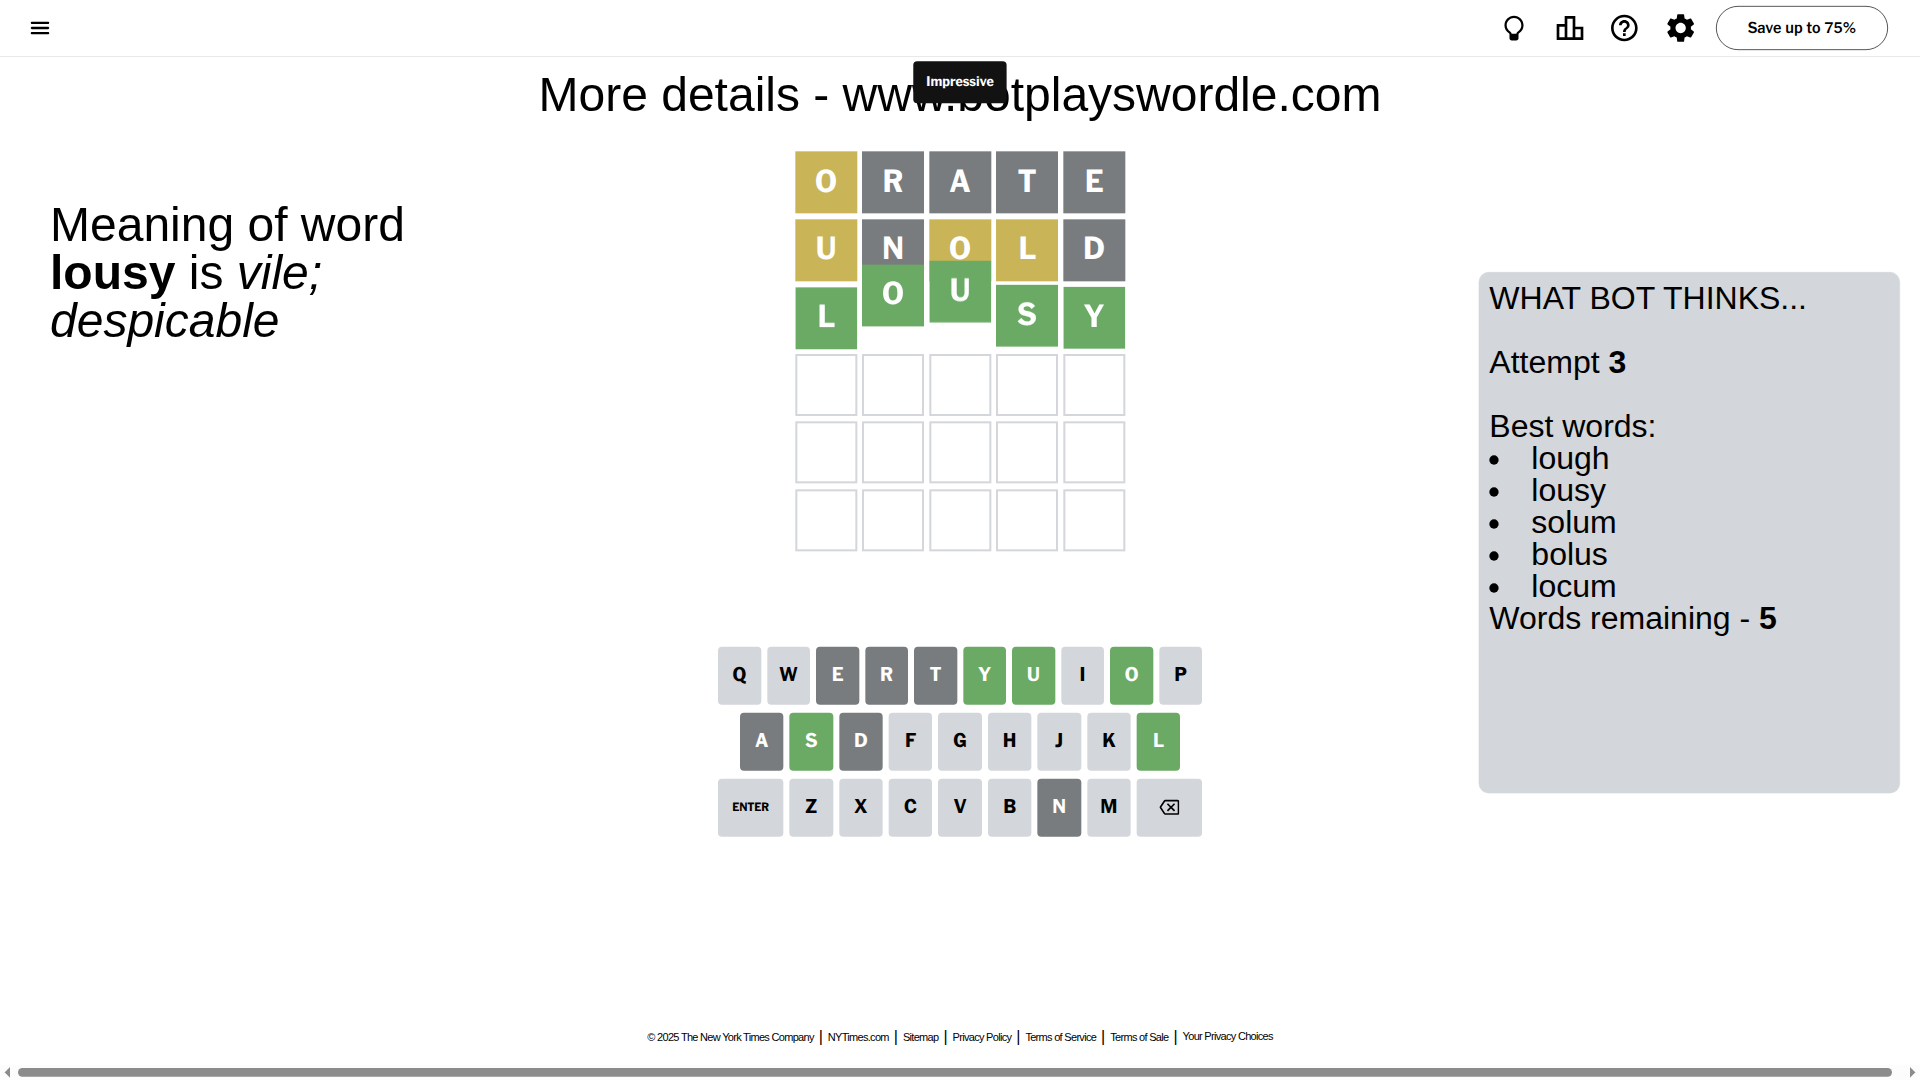 Save up to 75%
Impressive
More details - www.botplayswordle.com
Meaning of word
lousy is vile;
despicable
O R A T E
U N O L D
L O U S Y
WHAT BOT THINKS...
Attempt 3
Best words:
lough
lousy
solum
bolus
locum
Words remaining - 5
Q W E R T Y U I O P
A S D F G H J K L
ENTER Z X C V B N M
© 2025 The New York Times Company | NYTimes.com | Sitemap | Privacy Policy | Terms of Service | Terms of Sale | Your Privacy Choices